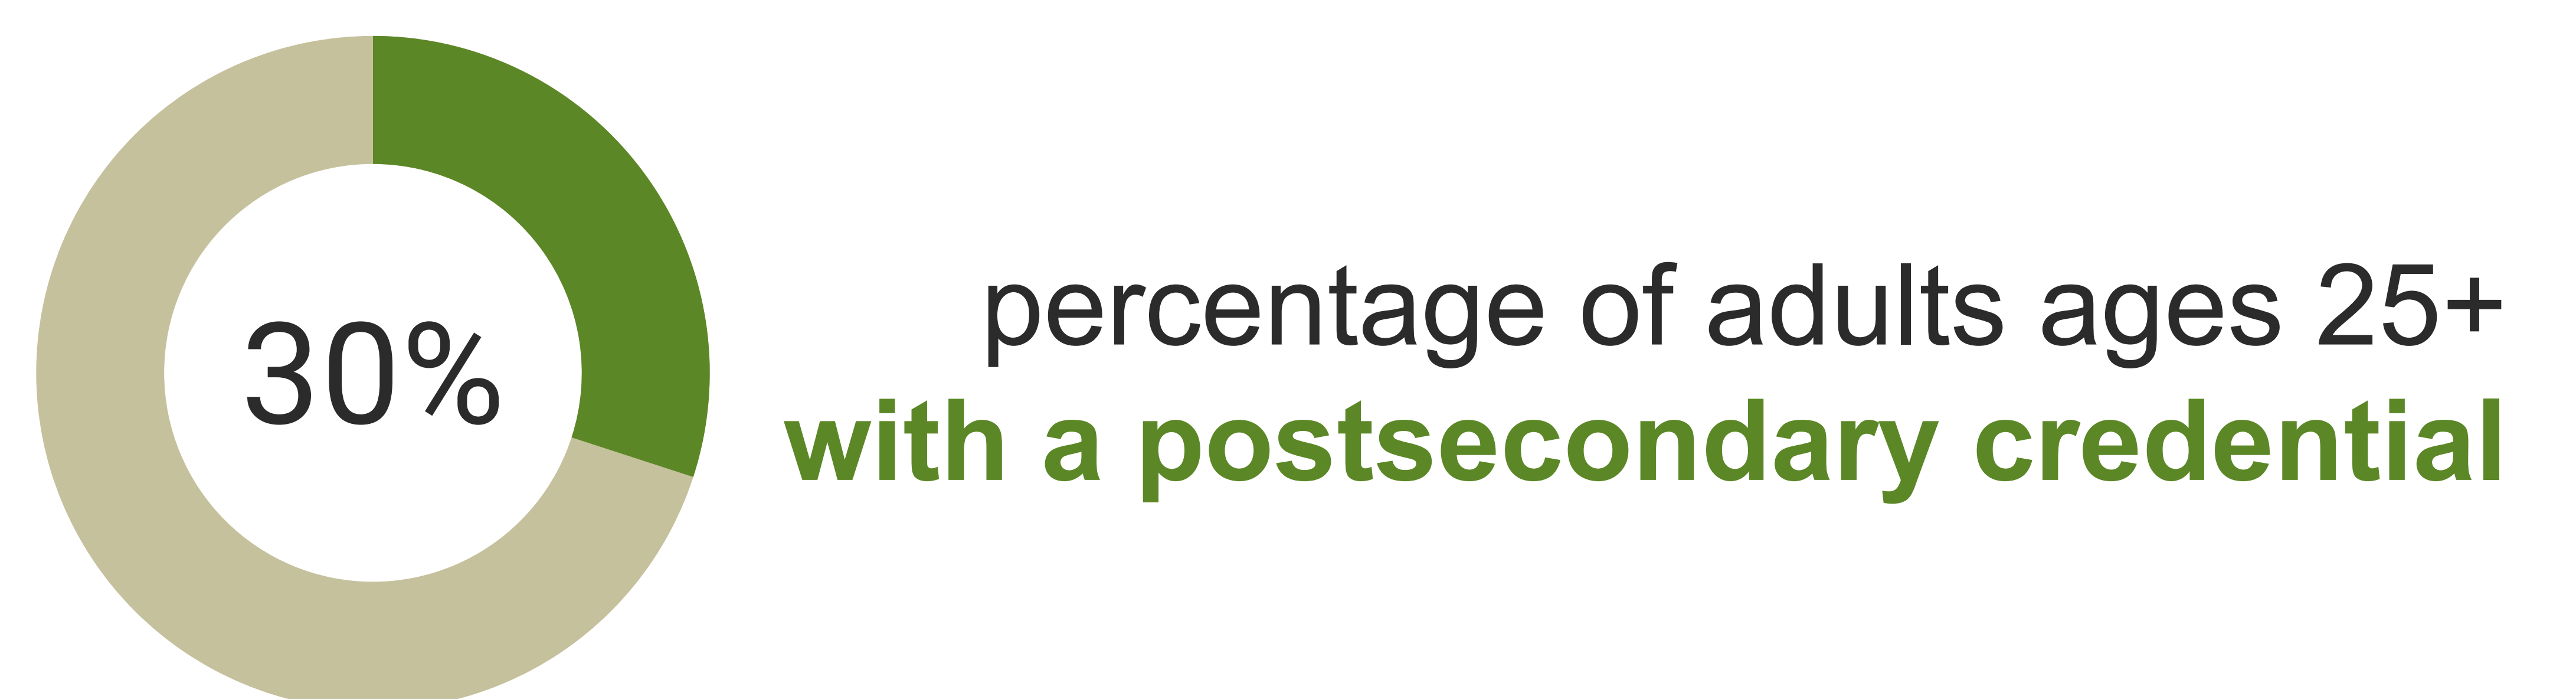 30%
percentage of adults ages 25+
with a postsecondary credential